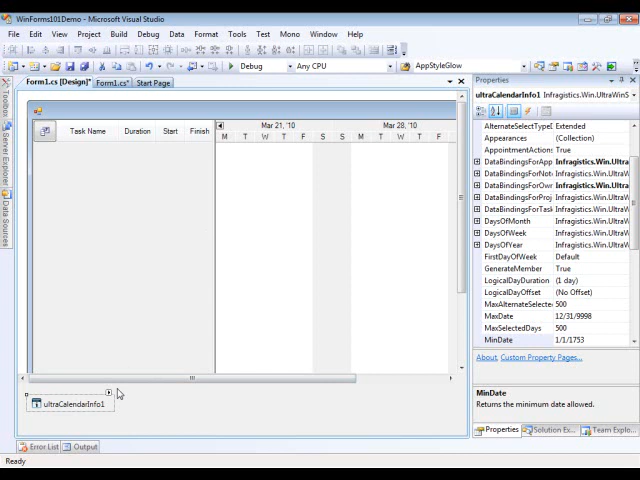 WinForms101Demo - Microsoft Visual Studio
File Edit View Project Build Debug Data Format Tools Test Mono Window Help
Debug Any CPU AppStyleGlow
Form1.cs [Design]* Form1.cs* Start Page
Toolbox
Server Explorer
Data Sources
Task Name Duration Start Finish
Mar 21, '10 Mar 28, '10
M T W T F S S M T W T F
ultraCalendarInfo1
Error List Output
Ready
Properties
ultraCalendarInfo1 Infragistics.Win.UltraWinS
AlternateSelectTypeD Extended
Appearances (Collection)
AppointmentActions True
DataBindingsForApp Infragistics.Win.Ultra
DataBindingsForNote Infragistics.Win.Ultra
DataBindingsForOwn Infragistics.Win.Ultra
DataBindingsForProj Infragistics.Win.Ultra
DataBindingsForTask Infragistics.Win.Ultra
DaysOfMonth Infragistics.Win.Ultra
DaysOfWeek Infragistics.Win.Ultra
DaysOfYear Infragistics.Win.Ultra
FirstDayOfWeek Default
GenerateMember True
LogicalDayDuration (1 day)
LogicalDayOffset (No Offset)
MaxAlternateSelected 500
MaxDate 12/31/9998
MaxSelectedDays 500
MinDate 1/1/1753
About, Custom Property Pages...
MinDate
Returns the minimum date allowed.
Properties Solution Ex... Team Explo...